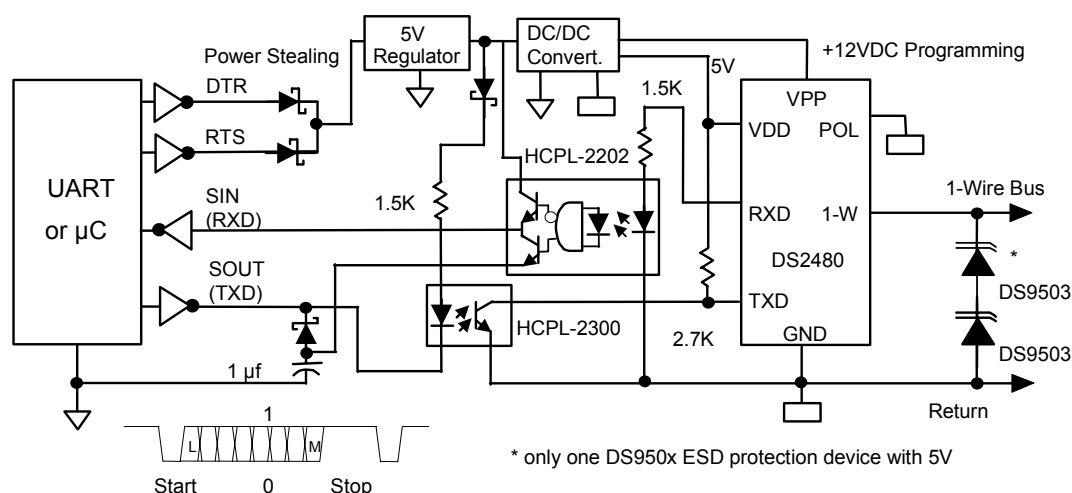 Power Stealing
5V
Regulator
DC/DC
Convert.
+12VDC Programming
DTR
5V
1.5K
VPP
VDD
POL
RTS
HCPL-2202
UART
or µC
SIN
(RXD)
1.5K
1-Wire Bus
RXD
1-W
*
DS2480
SOUT
(TXD)
DS9503
TXD
HCPL-2300
2.7K
GND
DS9503
1 µf
Return
1
L
M
* only one DS950x ESD protection device with 5V
Start
0
Stop